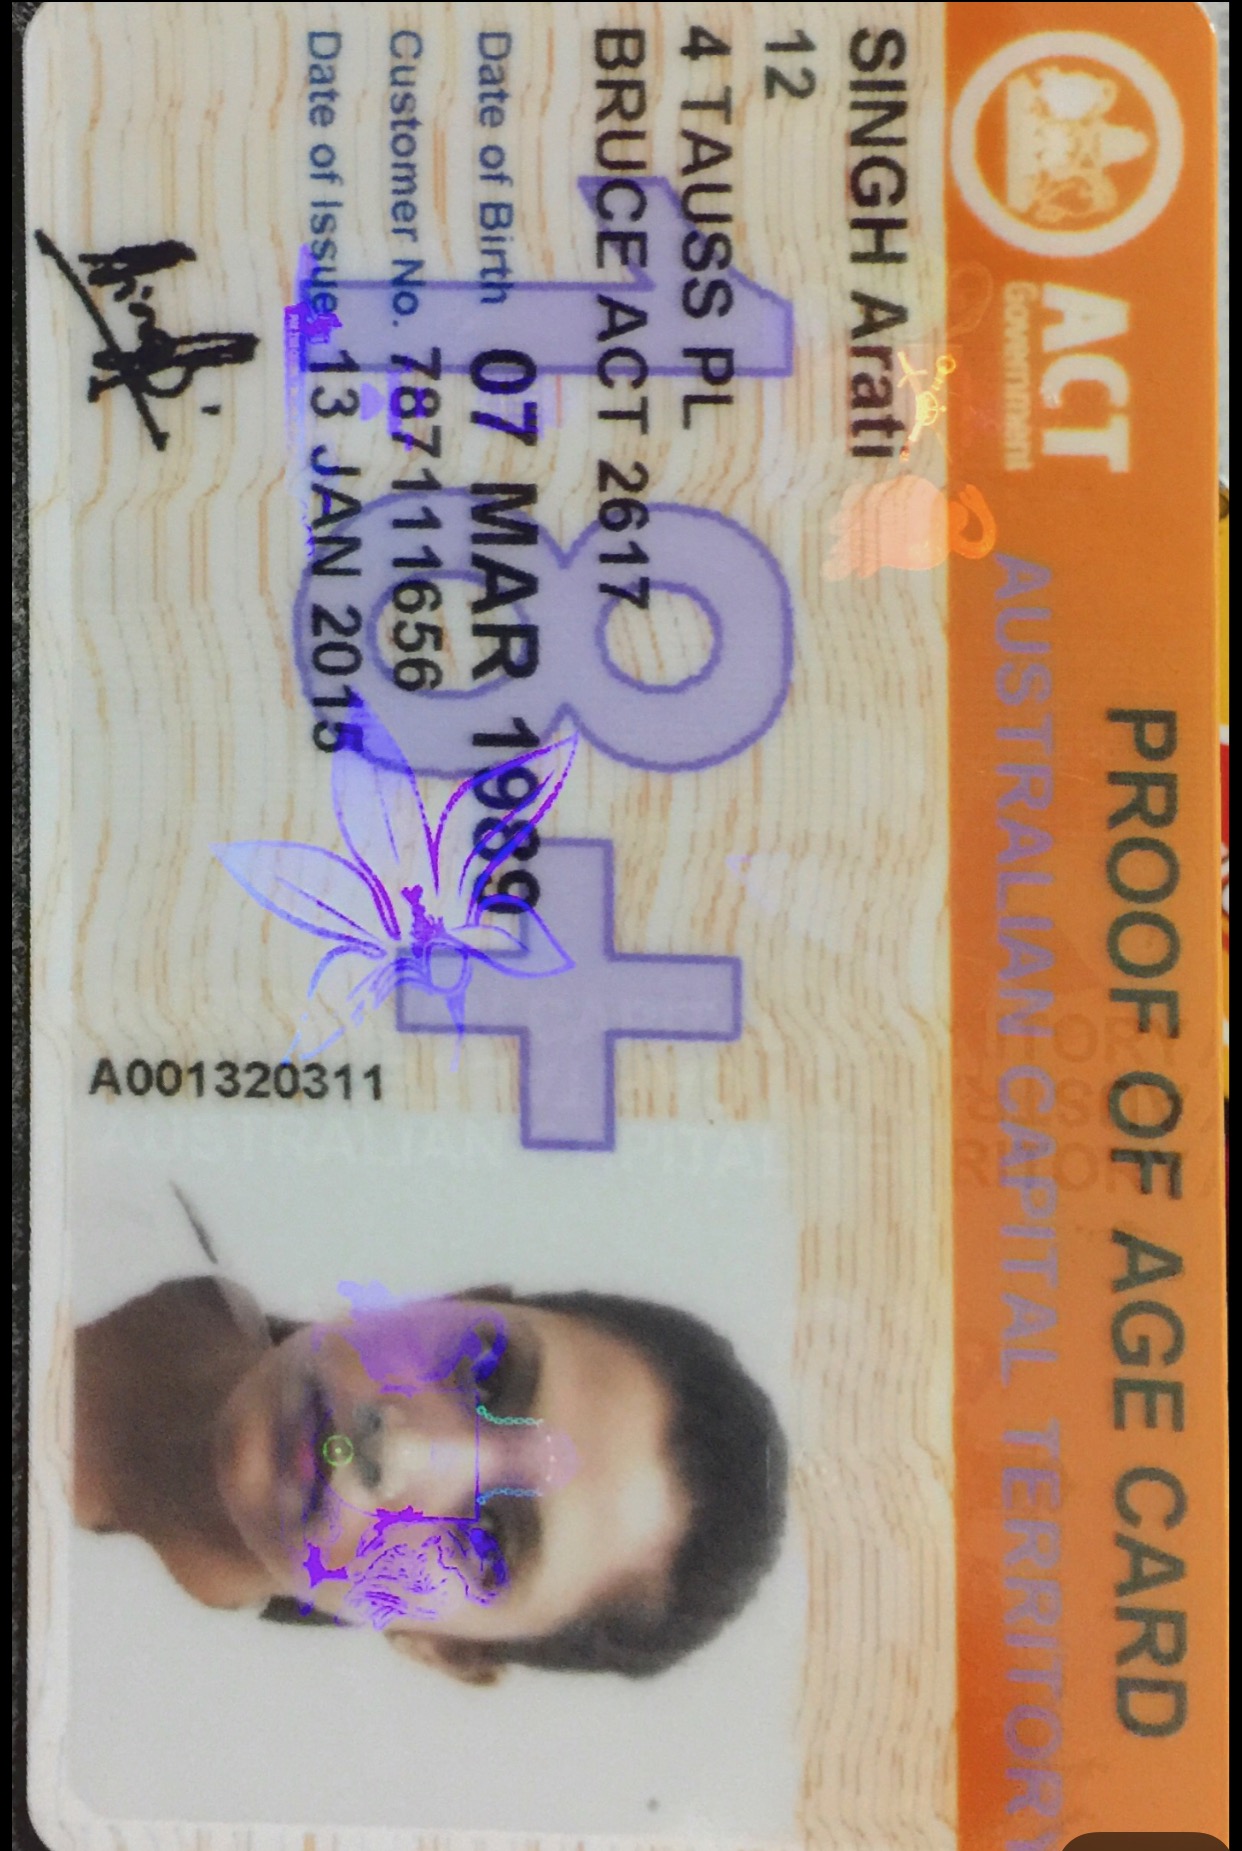 ACT
Government
PROOF OF AGE CARD
AUSTRALIAN CAPITAL TERRITORY
SINGH Arati
12
4 TAUSS PL
BRUCE ACT 2617
Date of Birth 07 MAR 1989
Customer No. 787111656
Date of Issue 13 JAN 2015
18+
A001320311
AUSTRALIAN CAPITAL